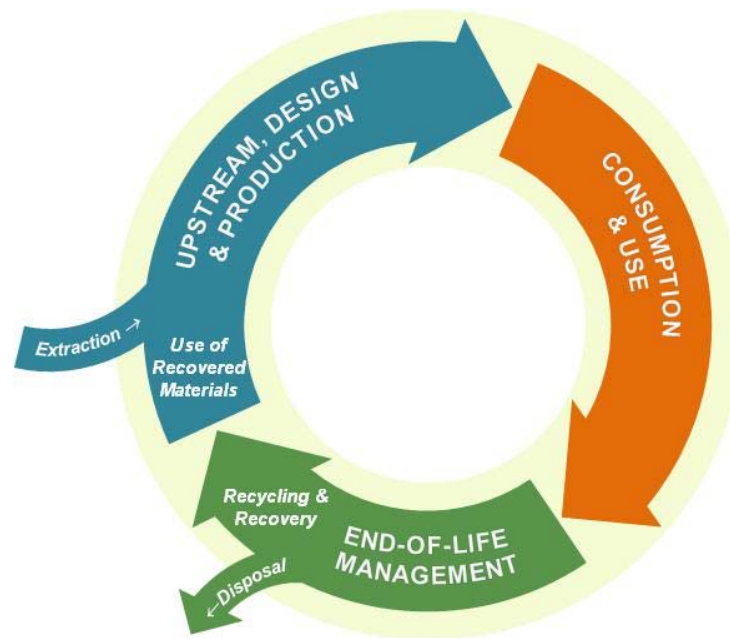 UPSTREAM, DESIGN
& PRODUCTION
CONSUMPTION
& USE
Extraction →
Use of
Recovered
Materials
Recycling &
Recovery
END-OF-LIFE
MANAGEMENT
←Disposal